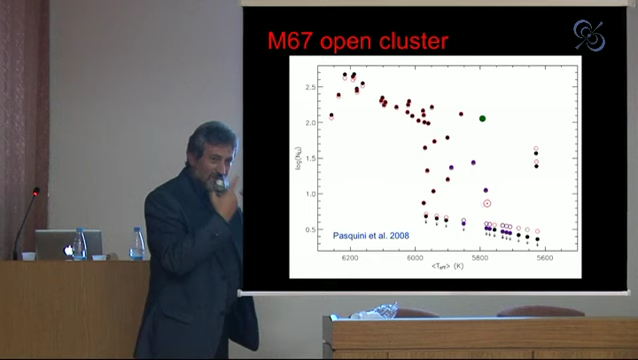 M67 open cluster
2.5
2.0
1.5
1.0
0.5
log(N_Li)
Pasquini et al. 2008
6200
6000
5800
5600
<T_eff> (K)